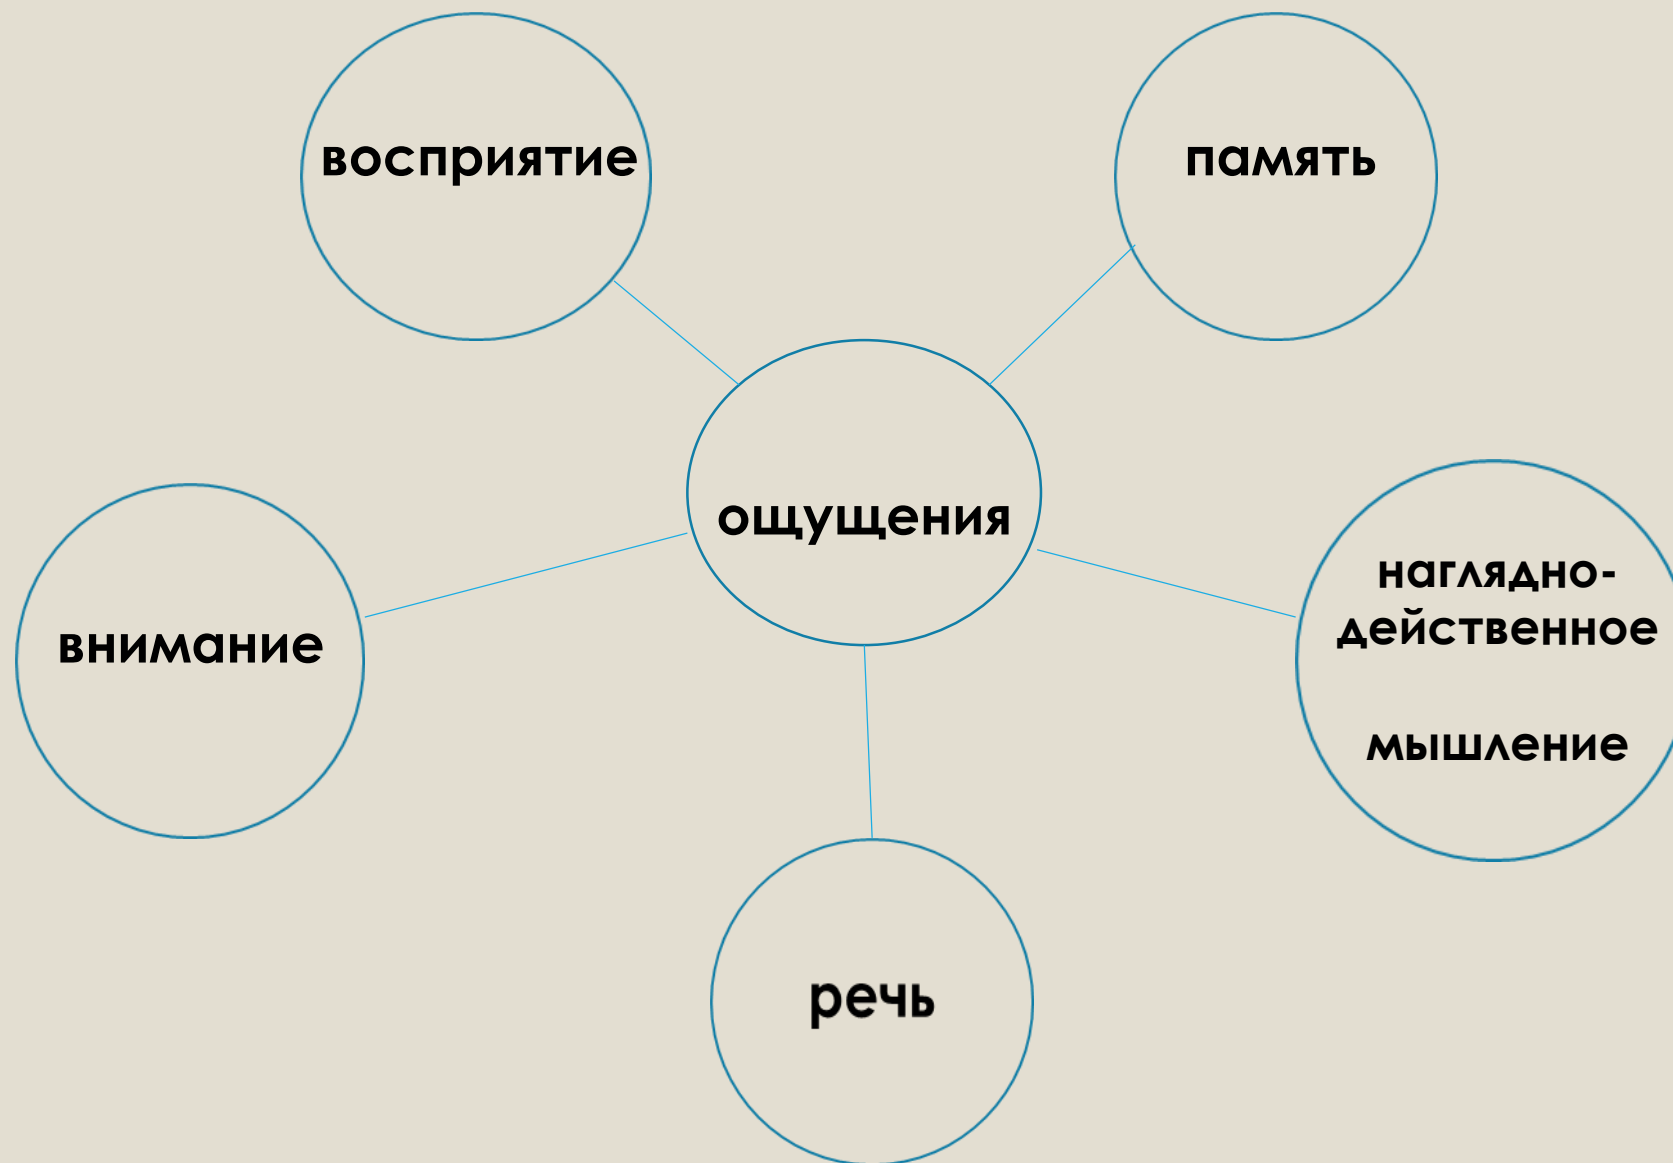 восприятие
память
ощущения
наглядно-
действенное
мышление
внимание
речь